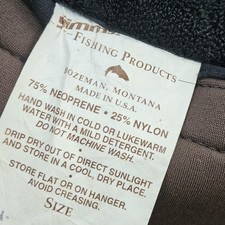 Simms
Fishing Products
Bozeman, Montana
Made in U.S.A.
75% Neoprene • 25% Nylon
Hand wash in cold or lukewarm
water with a mild detergent.
Do not machine wash.
Drip dry out of direct sunlight
and store in a cool, dry place.
Store flat or on hanger.
Avoid creasing.
Size